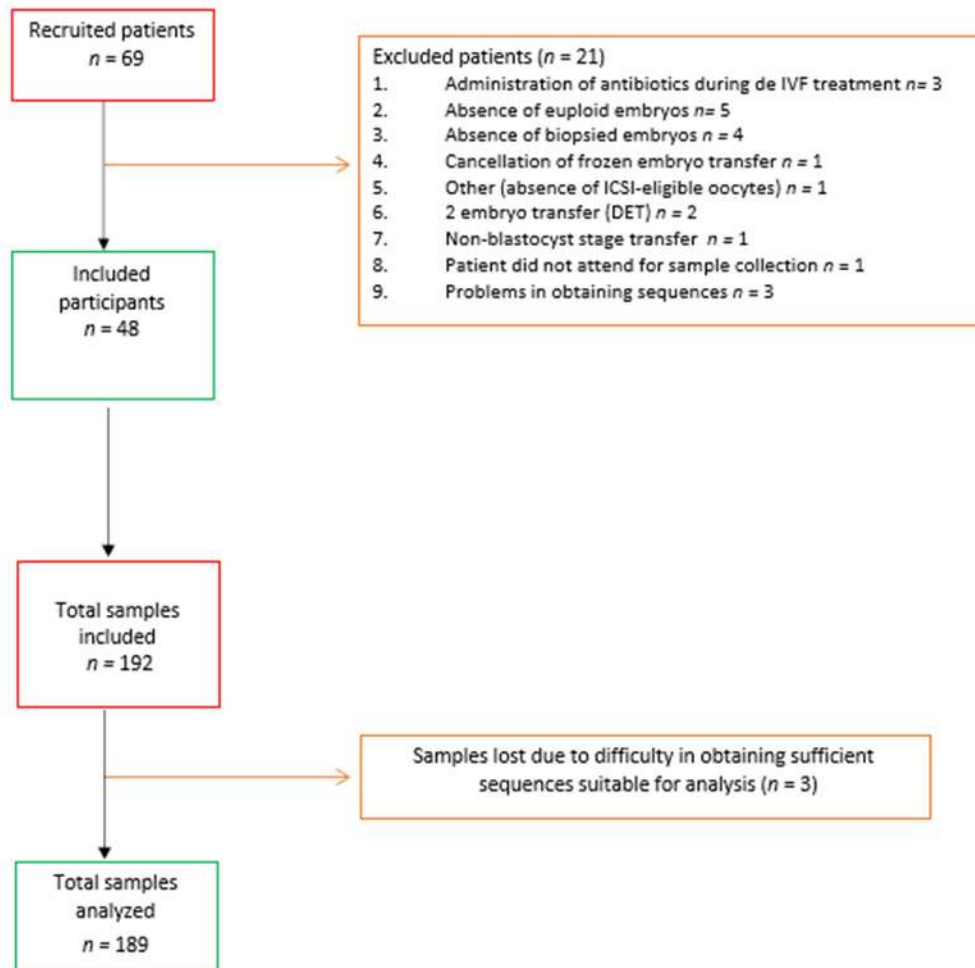 Recruited patients
n = 69
Excluded patients (n = 21)
1. Administration of antibiotics during de IVF treatment n= 3
2. Absence of euploid embryos n= 5
3. Absence of biopsied embryos n = 4
4. Cancellation of frozen embryo transfer n = 1
5. Other (absence of ICSI-eligible oocytes) n = 1
6. 2 embryo transfer (DET) n = 2
7. Non-blastocyst stage transfer n = 1
8. Patient did not attend for sample collection n = 1
9. Problems in obtaining sequences n = 3
Included
participants
n = 48
Total samples
included
n = 192
Samples lost due to difficulty in obtaining sufficient
sequences suitable for analysis (n = 3)
Total samples
analyzed
n = 189